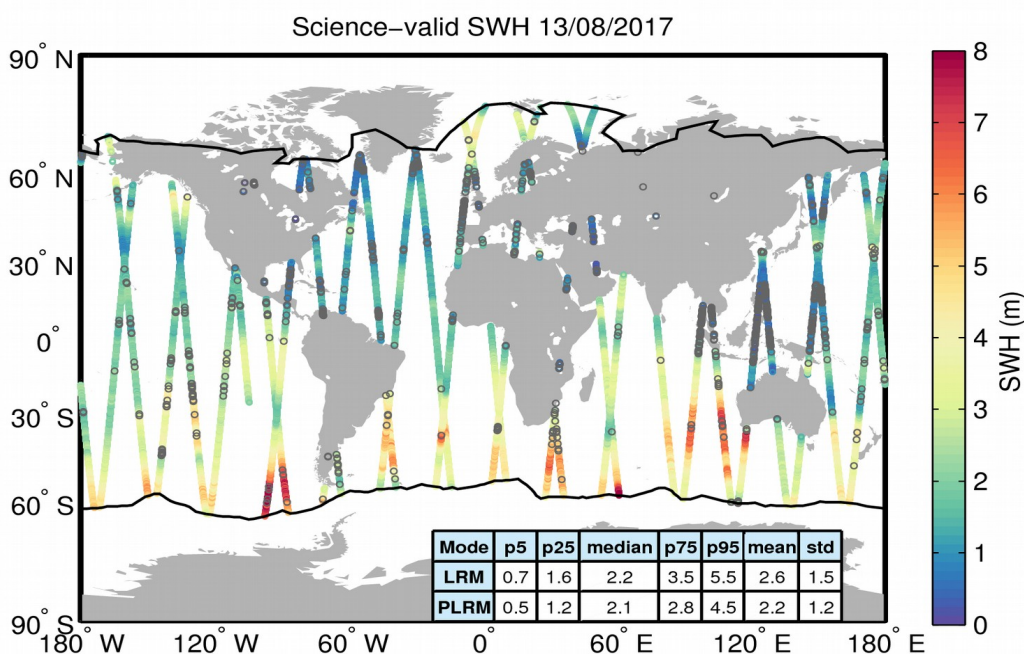 Science−valid SWH 13/08/2017
90° N
60° N
30° N
0°
30° S
60° S
90° S
180° W 120° W 60° W 0° 60° E 120° E 180° E
Mode p5 p25 median p75 p95 mean std
LRM 0.7 1.6 2.2 3.5 5.5 2.6 1.5
PLRM 0.5 1.2 2.1 2.8 4.5 2.2 1.2
8
7
6
5
4
3
2
1
0
SWH (m)